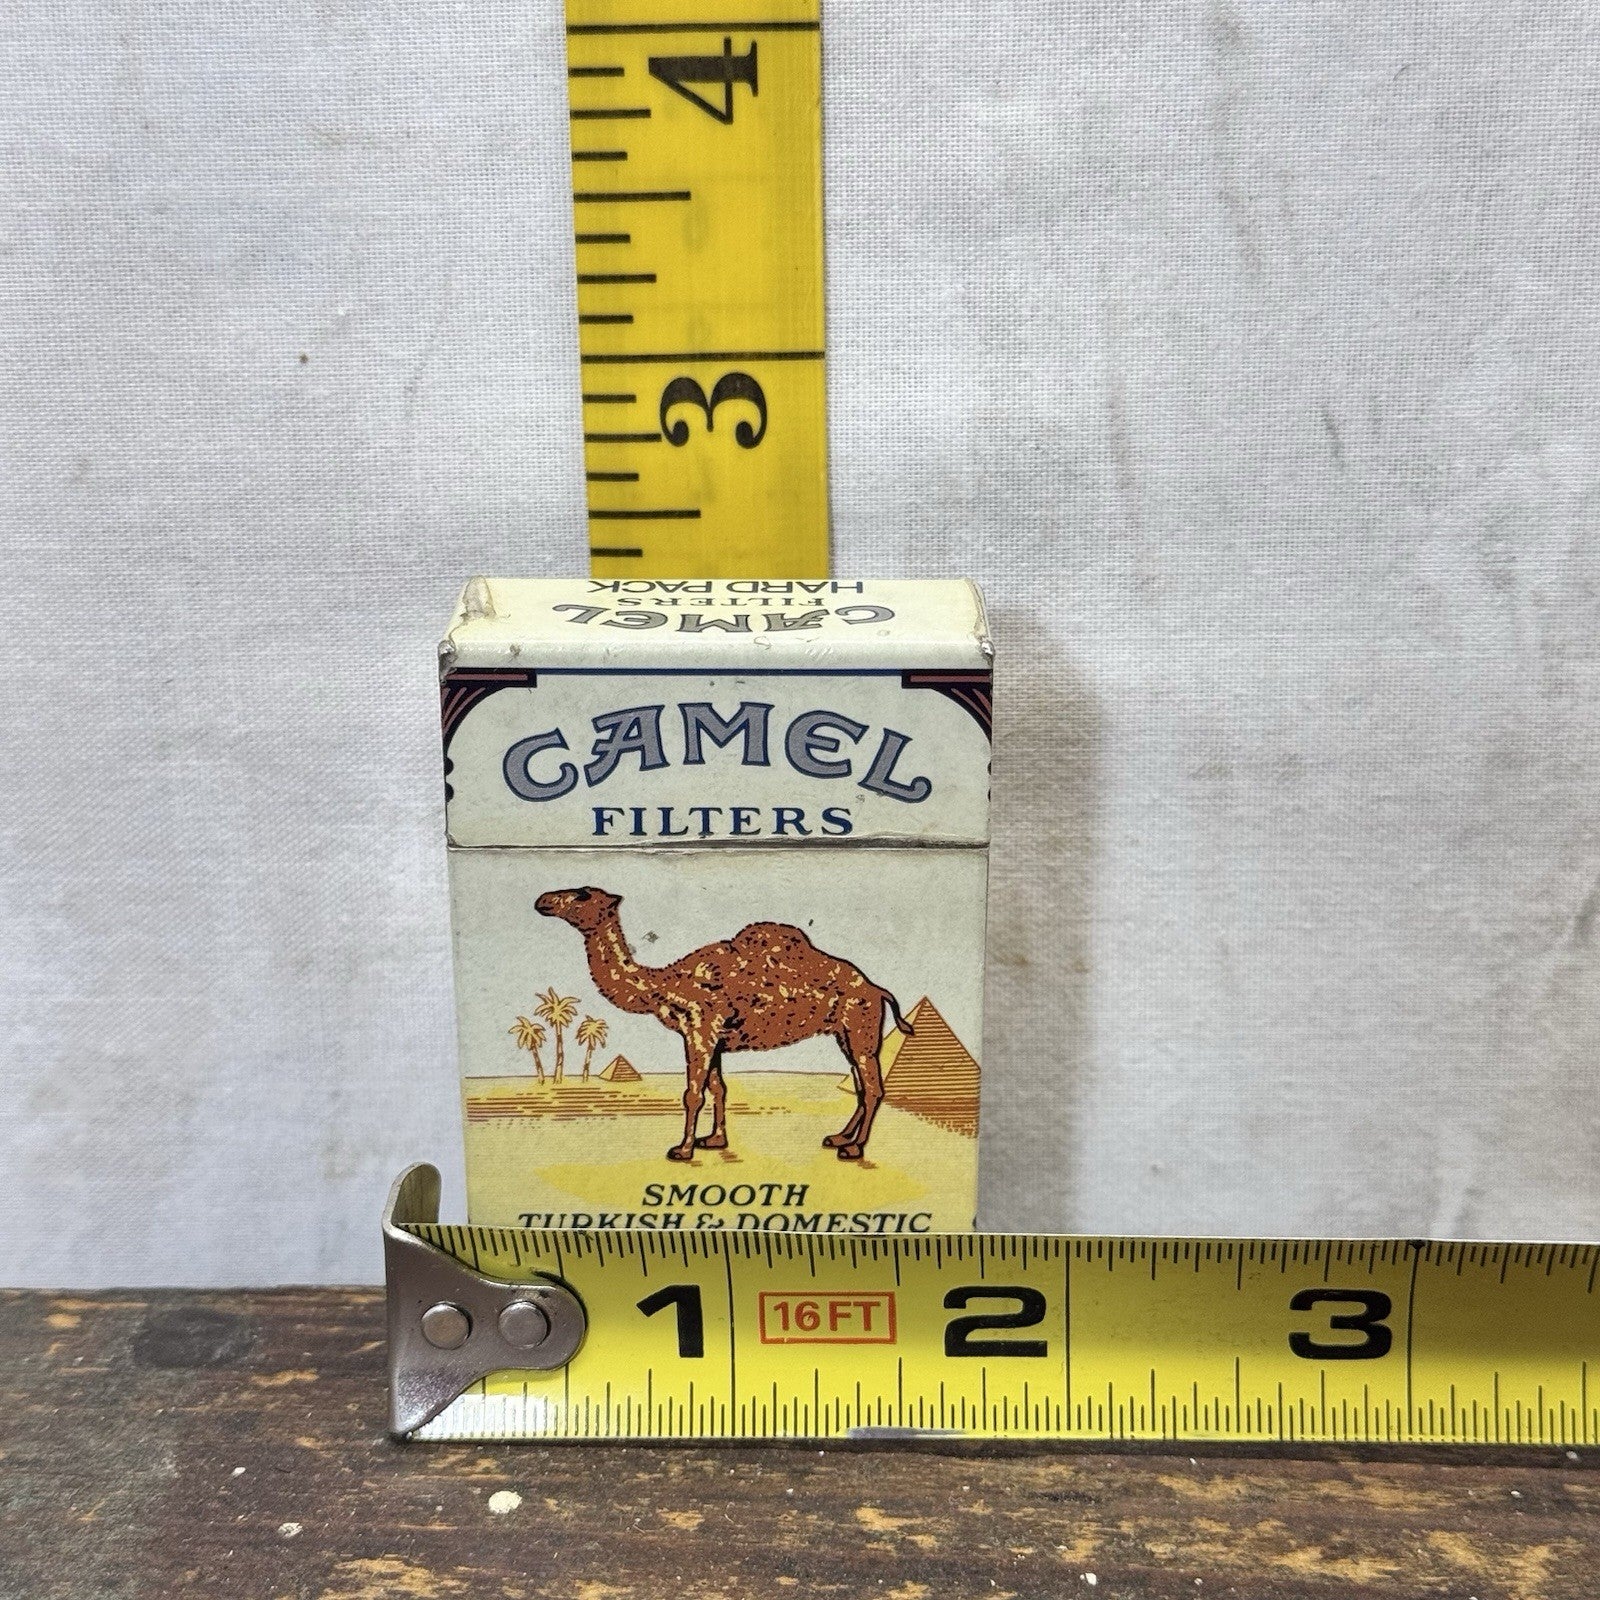 4
3
HARD PACK
FILTERS
CAMEL
CAMEL
FILTERS
SMOOTH
TURKISH & DOMESTIC
1 16FT 2 3